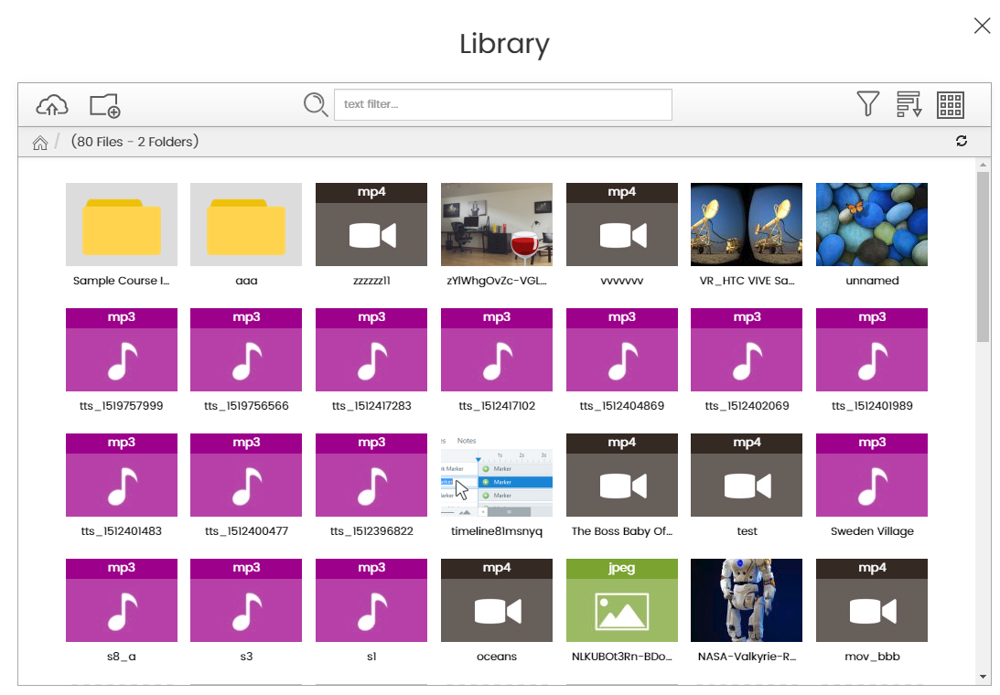 Library
text filter...
(80 Files - 2 Folders)
mp4
mp4
Sample Course I...
aaa
zzzzzz11
zYlWhgOvZc-VGL...
vvvvvvv
VR_HTC VIVE Sa...
unnamed
mp3
mp3
mp3
mp3
mp3
mp3
mp3
tts_1519757999
tts_1519756566
tts_1512417283
tts_1512417102
tts_1512404869
tts_1512402069
tts_1512401989
mp3
mp3
mp3
Notes
1s 2s 3s
Marker
Marker
Marker
Marker
mp4
mp4
mp3
tts_1512401483
tts_1512400477
tts_1512396822
timeline81msnyq
The Boss Baby Of...
test
Sweden Village
mp3
mp3
mp3
mp4
jpeg
mp4
s8_a
s3
s1
oceans
NLKUBOt3Rn-BDo...
NASA-Valkyrie-R...
mov_bbb